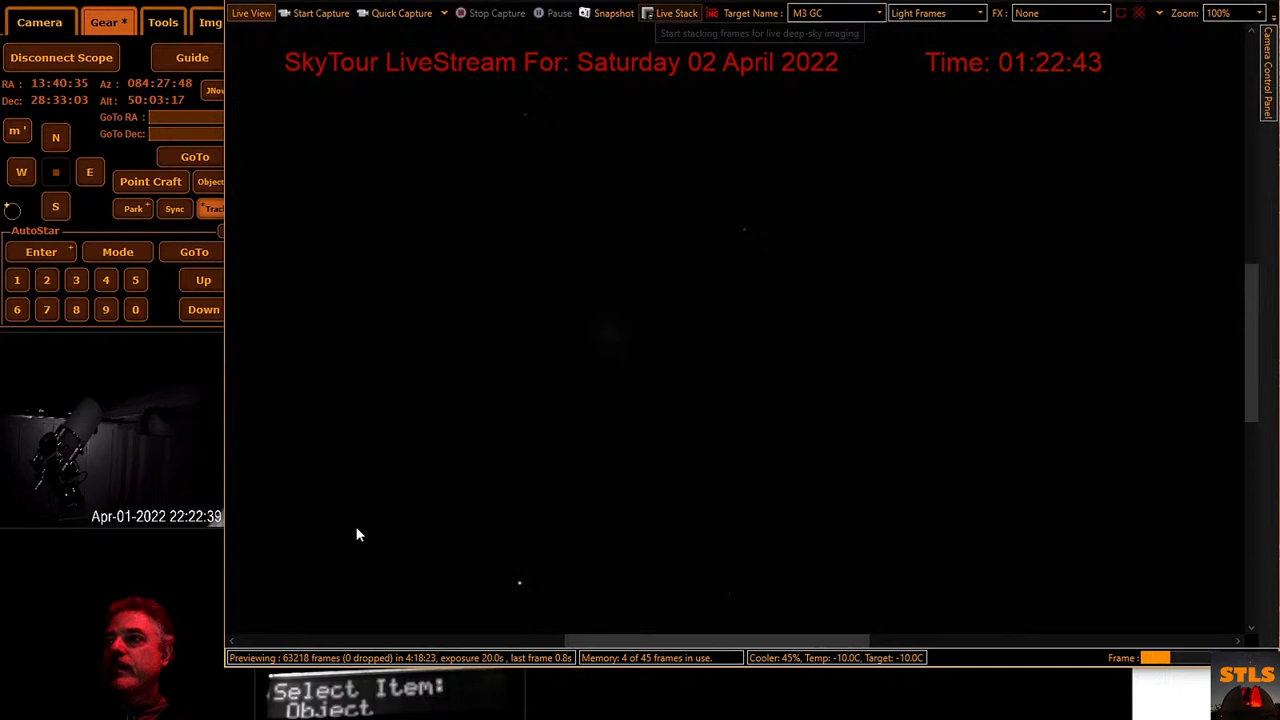 Camera Gear * Tools Img
Live View Start Capture Quick Capture Stop Capture Pause Snapshot Live Stack Target Name : M3 GC Light Frames FX : None Zoom: 100%
Start stacking frames for live deep-sky imaging
Camera Control Panel
Disconnect Scope Guide
SkyTour LiveStream For: Saturday 02 April 2022 Time: 01:22:43
RA : 13:40:35 Az : 084:27:48
Dec: 28:33:03 Alt : 50:03:17
JNow
GoTo RA :
GoTo Dec:
m '
N
GoTo
W E
Point Craft Object
S
Park + Sync Trac
AutoStar
Enter + Mode GoTo
1 2 3 4 5 Up
6 7 8 9 0 Down
Apr-01-2022 22:22:39
Previewing : 63218 frames (0 dropped) in 4:18:23, exposure 20.0s , last frame 0.8s
Memory: 4 of 45 frames in use.
Cooler: 45%, Temp: -10.0C, Target: -10.0C
Frame :
STLS
Select Item:
Object